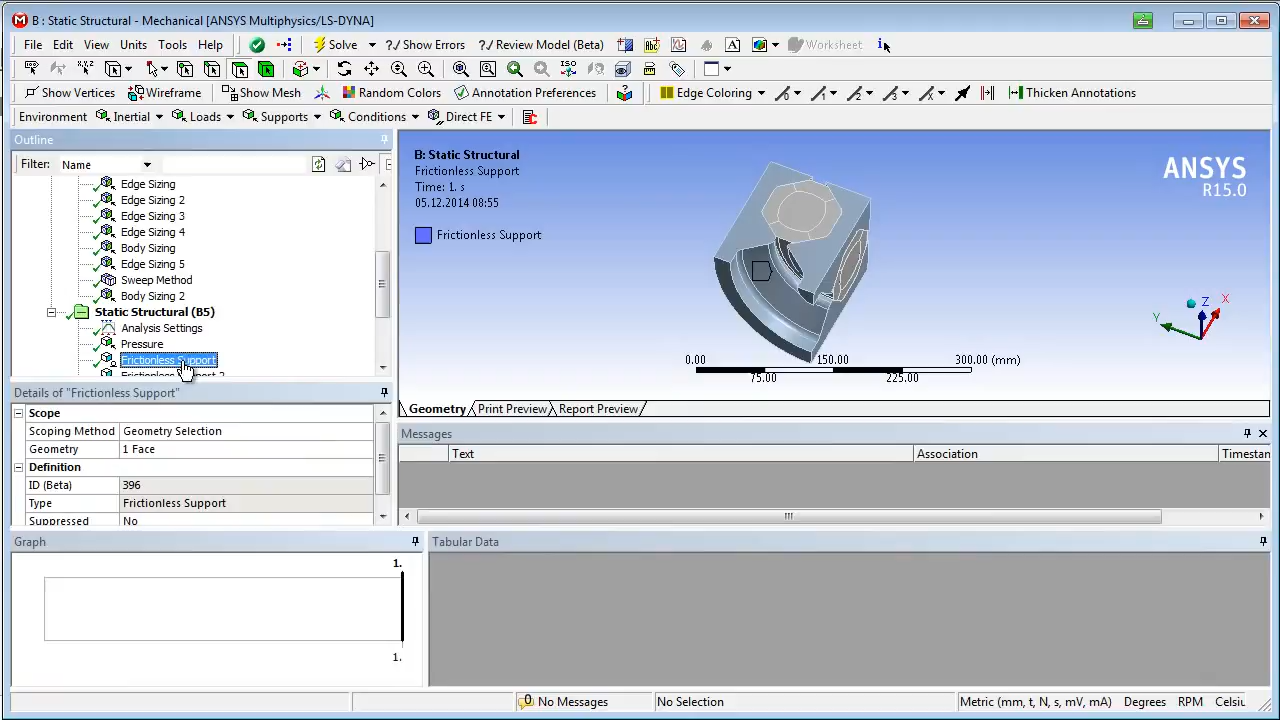 B : Static Structural - Mechanical [ANSYS Multiphysics/LS-DYNA]
File Edit View Units Tools Help Solve ?/Show Errors ?/Review Model (Beta) A Worksheet
ISO
Show Vertices Wireframe Show Mesh Random Colors Annotation Preferences Edge Coloring Thicken Annotations
Environment Inertial Loads Supports Conditions Direct FE
Outline
Filter: Name
Edge Sizing
Edge Sizing 2
Edge Sizing 3
Edge Sizing 4
Body Sizing
Edge Sizing 5
Sweep Method
Body Sizing 2
Static Structural (B5)
Analysis Settings
Pressure
Frictionless Support
Frictionless Support 2
Details of "Frictionless Support"
Scope
Scoping Method Geometry Selection
Geometry 1 Face
Definition
ID (Beta) 396
Type Frictionless Support
Suppressed No
B: Static Structural
Frictionless Support
Time: 1. s
05.12.2014 08:55
Frictionless Support
ANSYS
R15.0
Z
X
Y
0.00 150.00 300.00 (mm)
75.00 225.00
Geometry Print Preview Report Preview
Messages
Text Association Timestan
Graph
1.
1.
Tabular Data
0 No Messages No Selection Metric (mm, t, N, s, mV, mA) Degrees RPM Celsiu